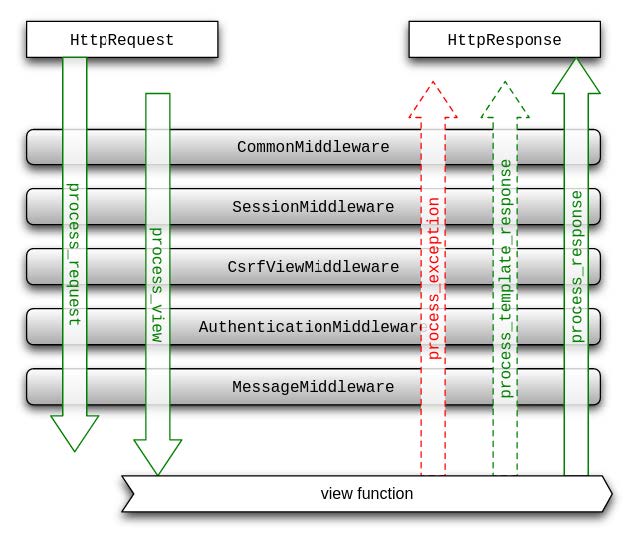 HttpRequest
HttpResponse
CommonMiddleware
SessionMiddleware
CsrfViewMiddleware
AuthenticationMiddleware
MessageMiddleware
process_request
process_view
process_exception
process_template_response
process_response
view function